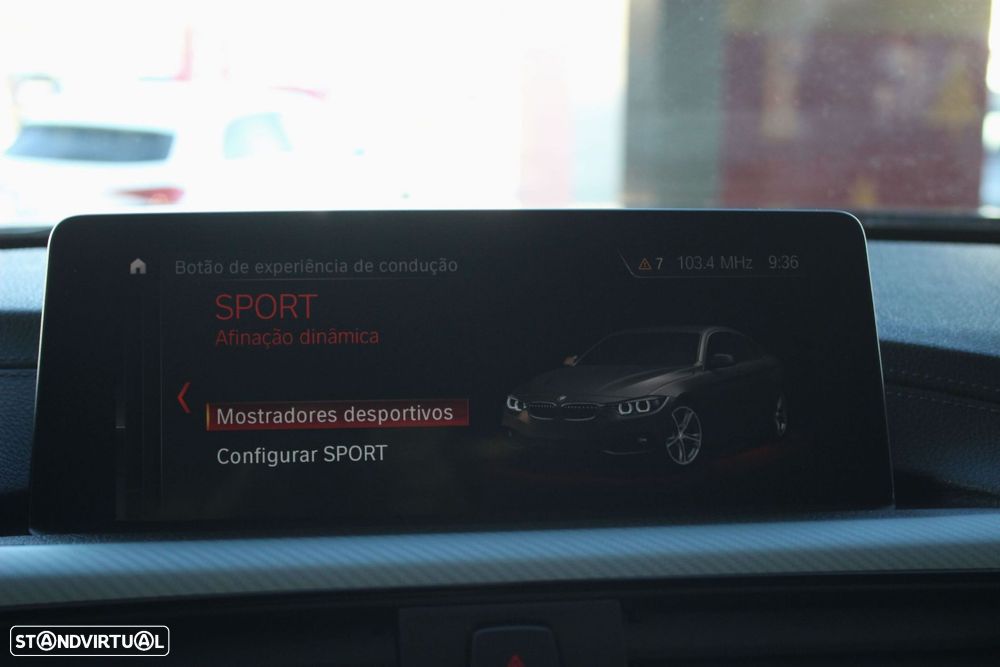 Botão de experiência de condução
7 103.4 MHz 9:36
SPORT
Afinação dinâmica
Mostradores desportivos
Configurar SPORT
STANDVIRTUAL